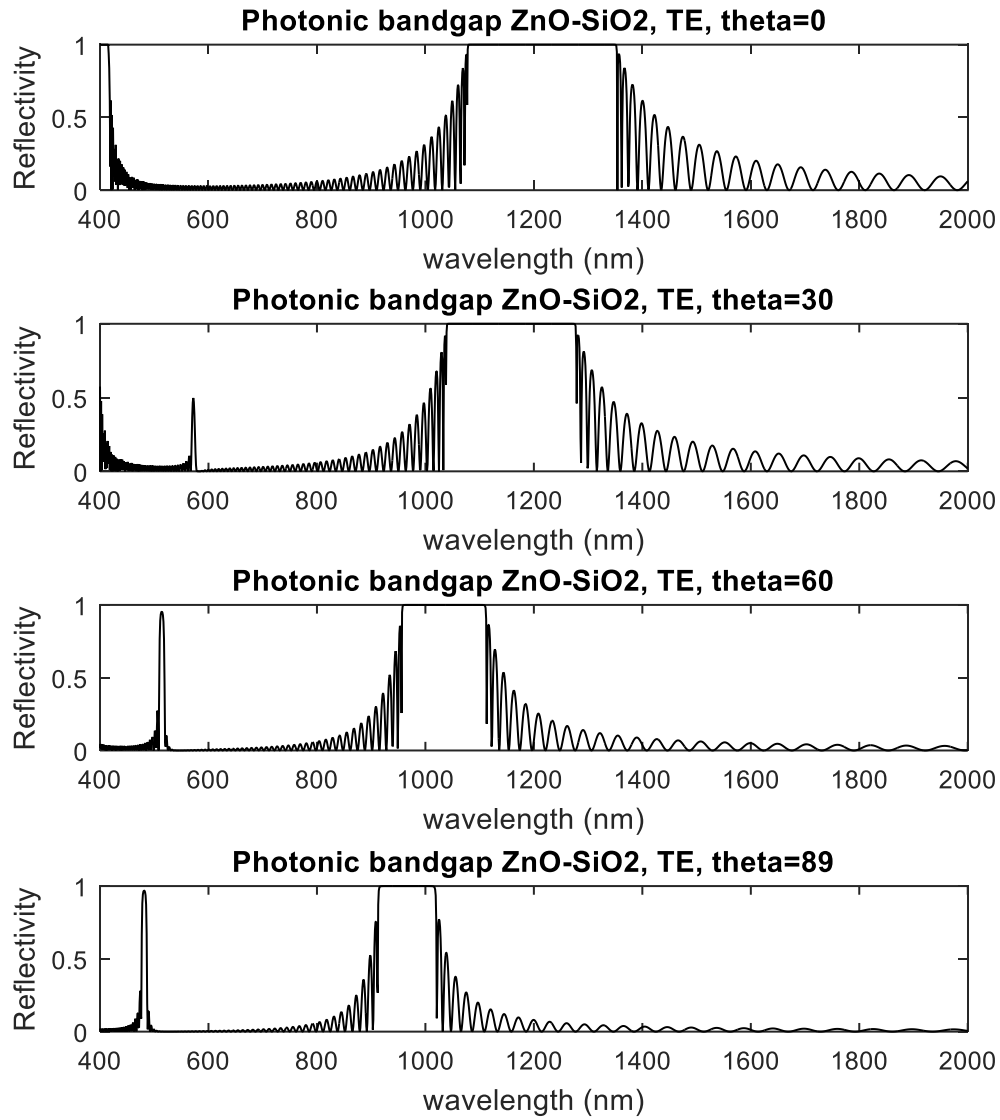 Photonic bandgap ZnO-SiO2, TE, theta=0
1
0.5
0
Reflectivity
400 600 800 1000 1200 1400 1600 1800 2000
wavelength (nm)
Photonic bandgap ZnO-SiO2, TE, theta=30
1
0.5
0
Reflectivity
400 600 800 1000 1200 1400 1600 1800 2000
wavelength (nm)
Photonic bandgap ZnO-SiO2, TE, theta=60
1
0.5
0
Reflectivity
400 600 800 1000 1200 1400 1600 1800 2000
wavelength (nm)
Photonic bandgap ZnO-SiO2, TE, theta=89
1
0.5
0
Reflectivity
400 600 800 1000 1200 1400 1600 1800 2000
wavelength (nm)